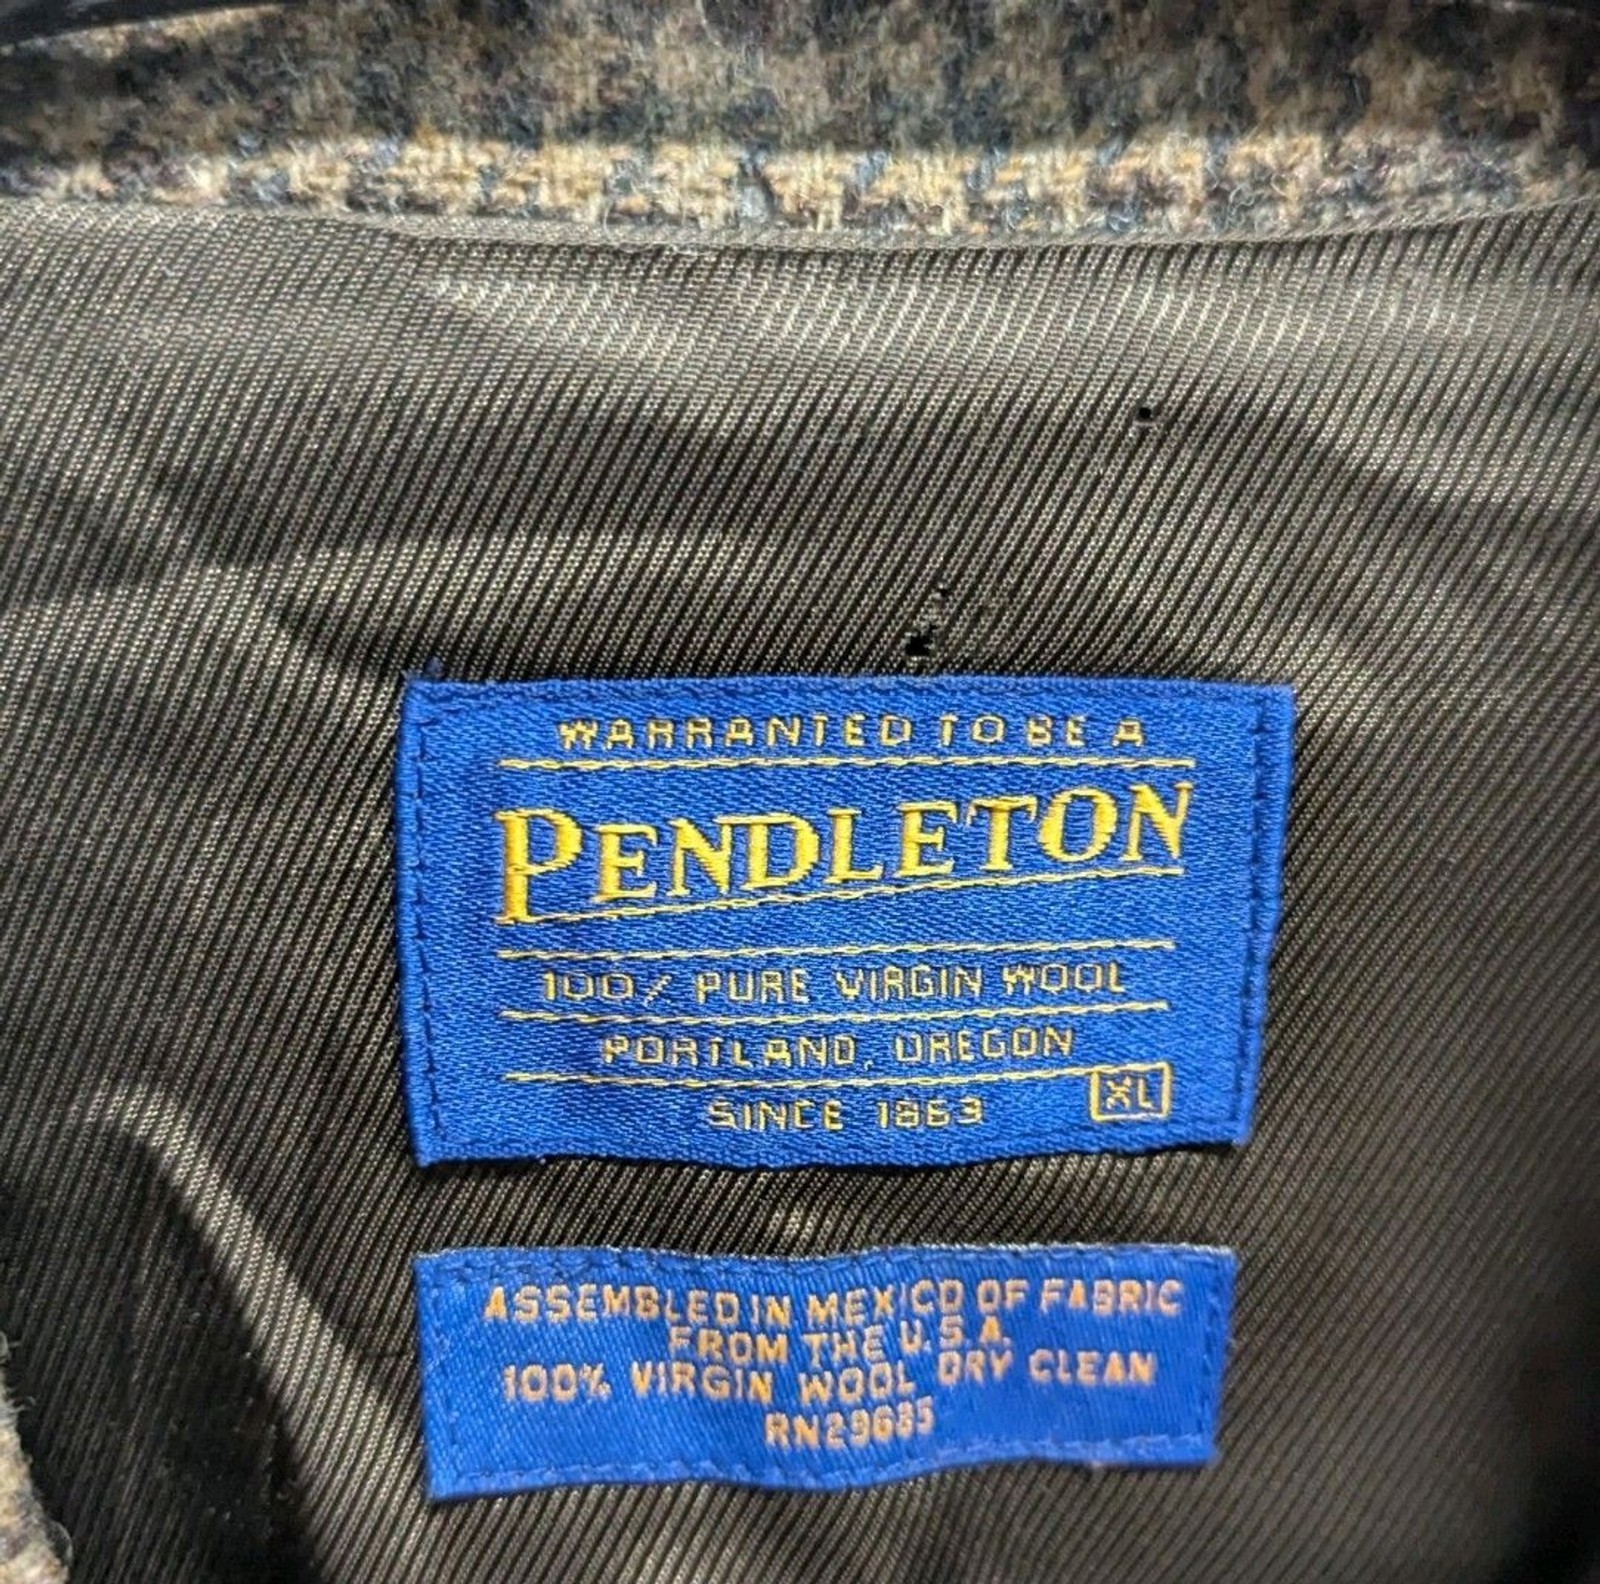 WARRANTED TO BE A
PENDLETON
100% PURE VIRGIN WOOL
PORTLAND, OREGON
SINCE 1863
XL
ASSEMBLED IN MEXICO OF FABRIC
FROM THE U.S.A.
100% VIRGIN WOOL DRY CLEAN
RN29685